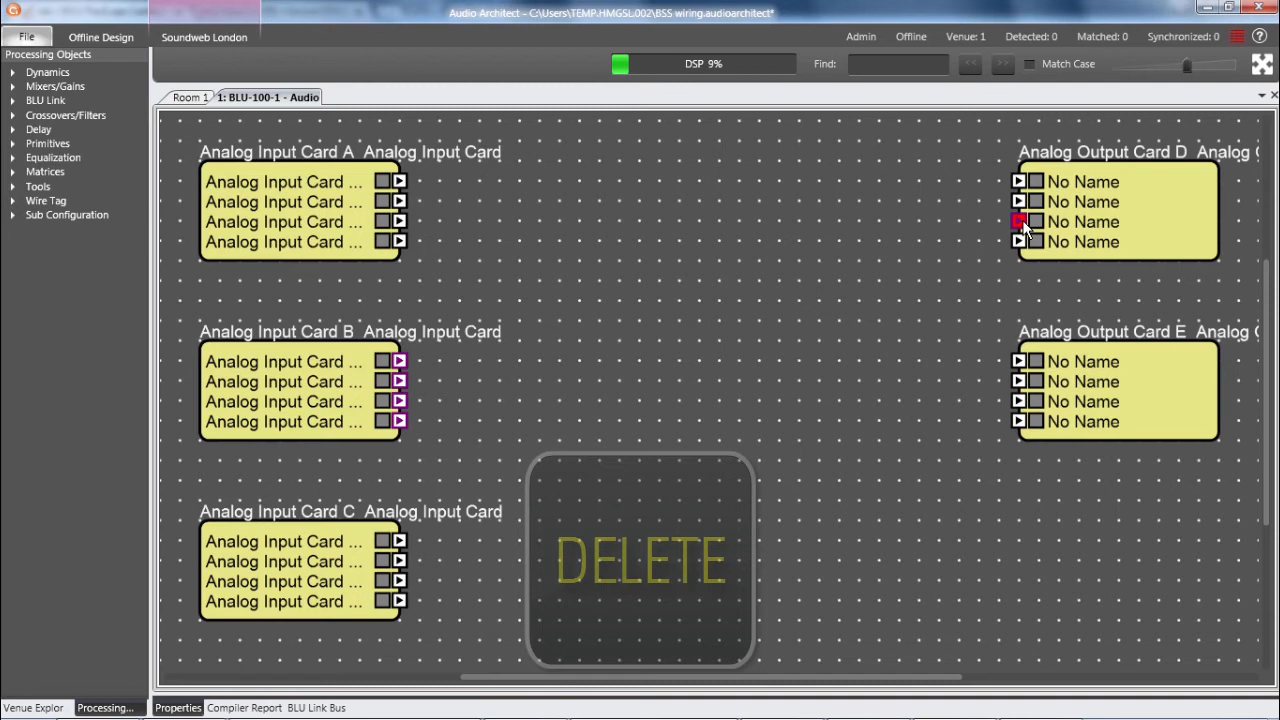 Audio Architect - C:\Users\TEMP.HMGSL.002\BSS wiring.audioarchitect*
File Offline Design Soundweb London Admin Offline Venue: 1 Detected: 0 Matched: 0 Synchronized: 0
Processing Objects
DSP 9% Find: << >> Match Case
Dynamics
Mixers/Gains
BLU Link
Crossovers/Filters
Delay
Primitives
Equalization
Matrices
Tools
Wire Tag
Sub Configuration
Room 1 1: BLU-100-1 - Audio
Analog Input Card A Analog Input Card
Analog Input Card ...
Analog Input Card ...
Analog Input Card ...
Analog Input Card ...
Analog Output Card D Analog
No Name
No Name
No Name
No Name
Analog Input Card B Analog Input Card
Analog Input Card ...
Analog Input Card ...
Analog Input Card ...
Analog Input Card ...
Analog Output Card E Analog
No Name
No Name
No Name
No Name
Analog Input Card C Analog Input Card
Analog Input Card ...
Analog Input Card ...
Analog Input Card ...
Analog Input Card ...
DELETE
Venue Explor Processing... Properties Compiler Report BLU Link Bus